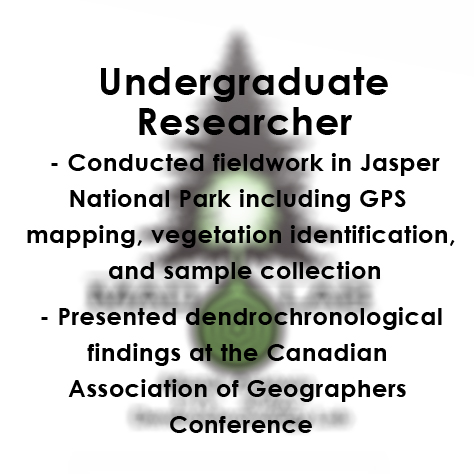 Undergraduate
Researcher
- Conducted fieldwork in Jasper
National Park including GPS
mapping, vegetation identification,
and sample collection
- Presented dendrochronological
findings at the Canadian
Association of Geographers
Conference